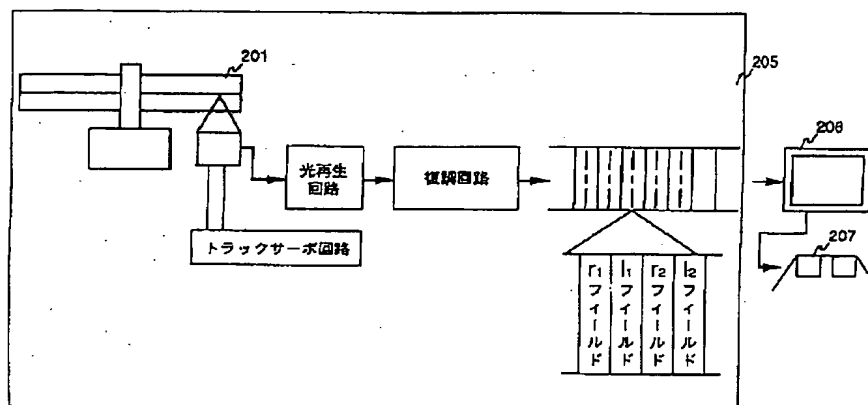 201
205
光再生
回路
復調回路
206
トラックサーボ回路
207
r1フィールド
l1フィールド
r2フィールド
l2フィールド